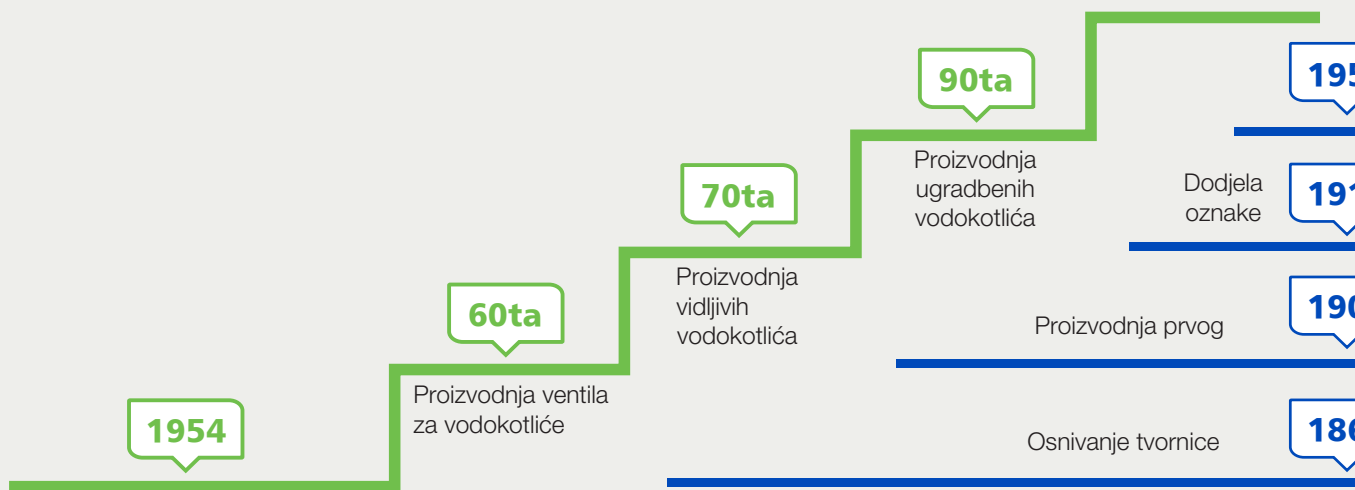 90ta
Proizvodnja
ugradbenih
vodokotlića
70ta
Proizvodnja
vidljivih
vodokotlića
60ta
Proizvodnja ventila
za vodokotliće
1954
Dodjela
oznake
Proizvodnja prvog
Osnivanje tvornice